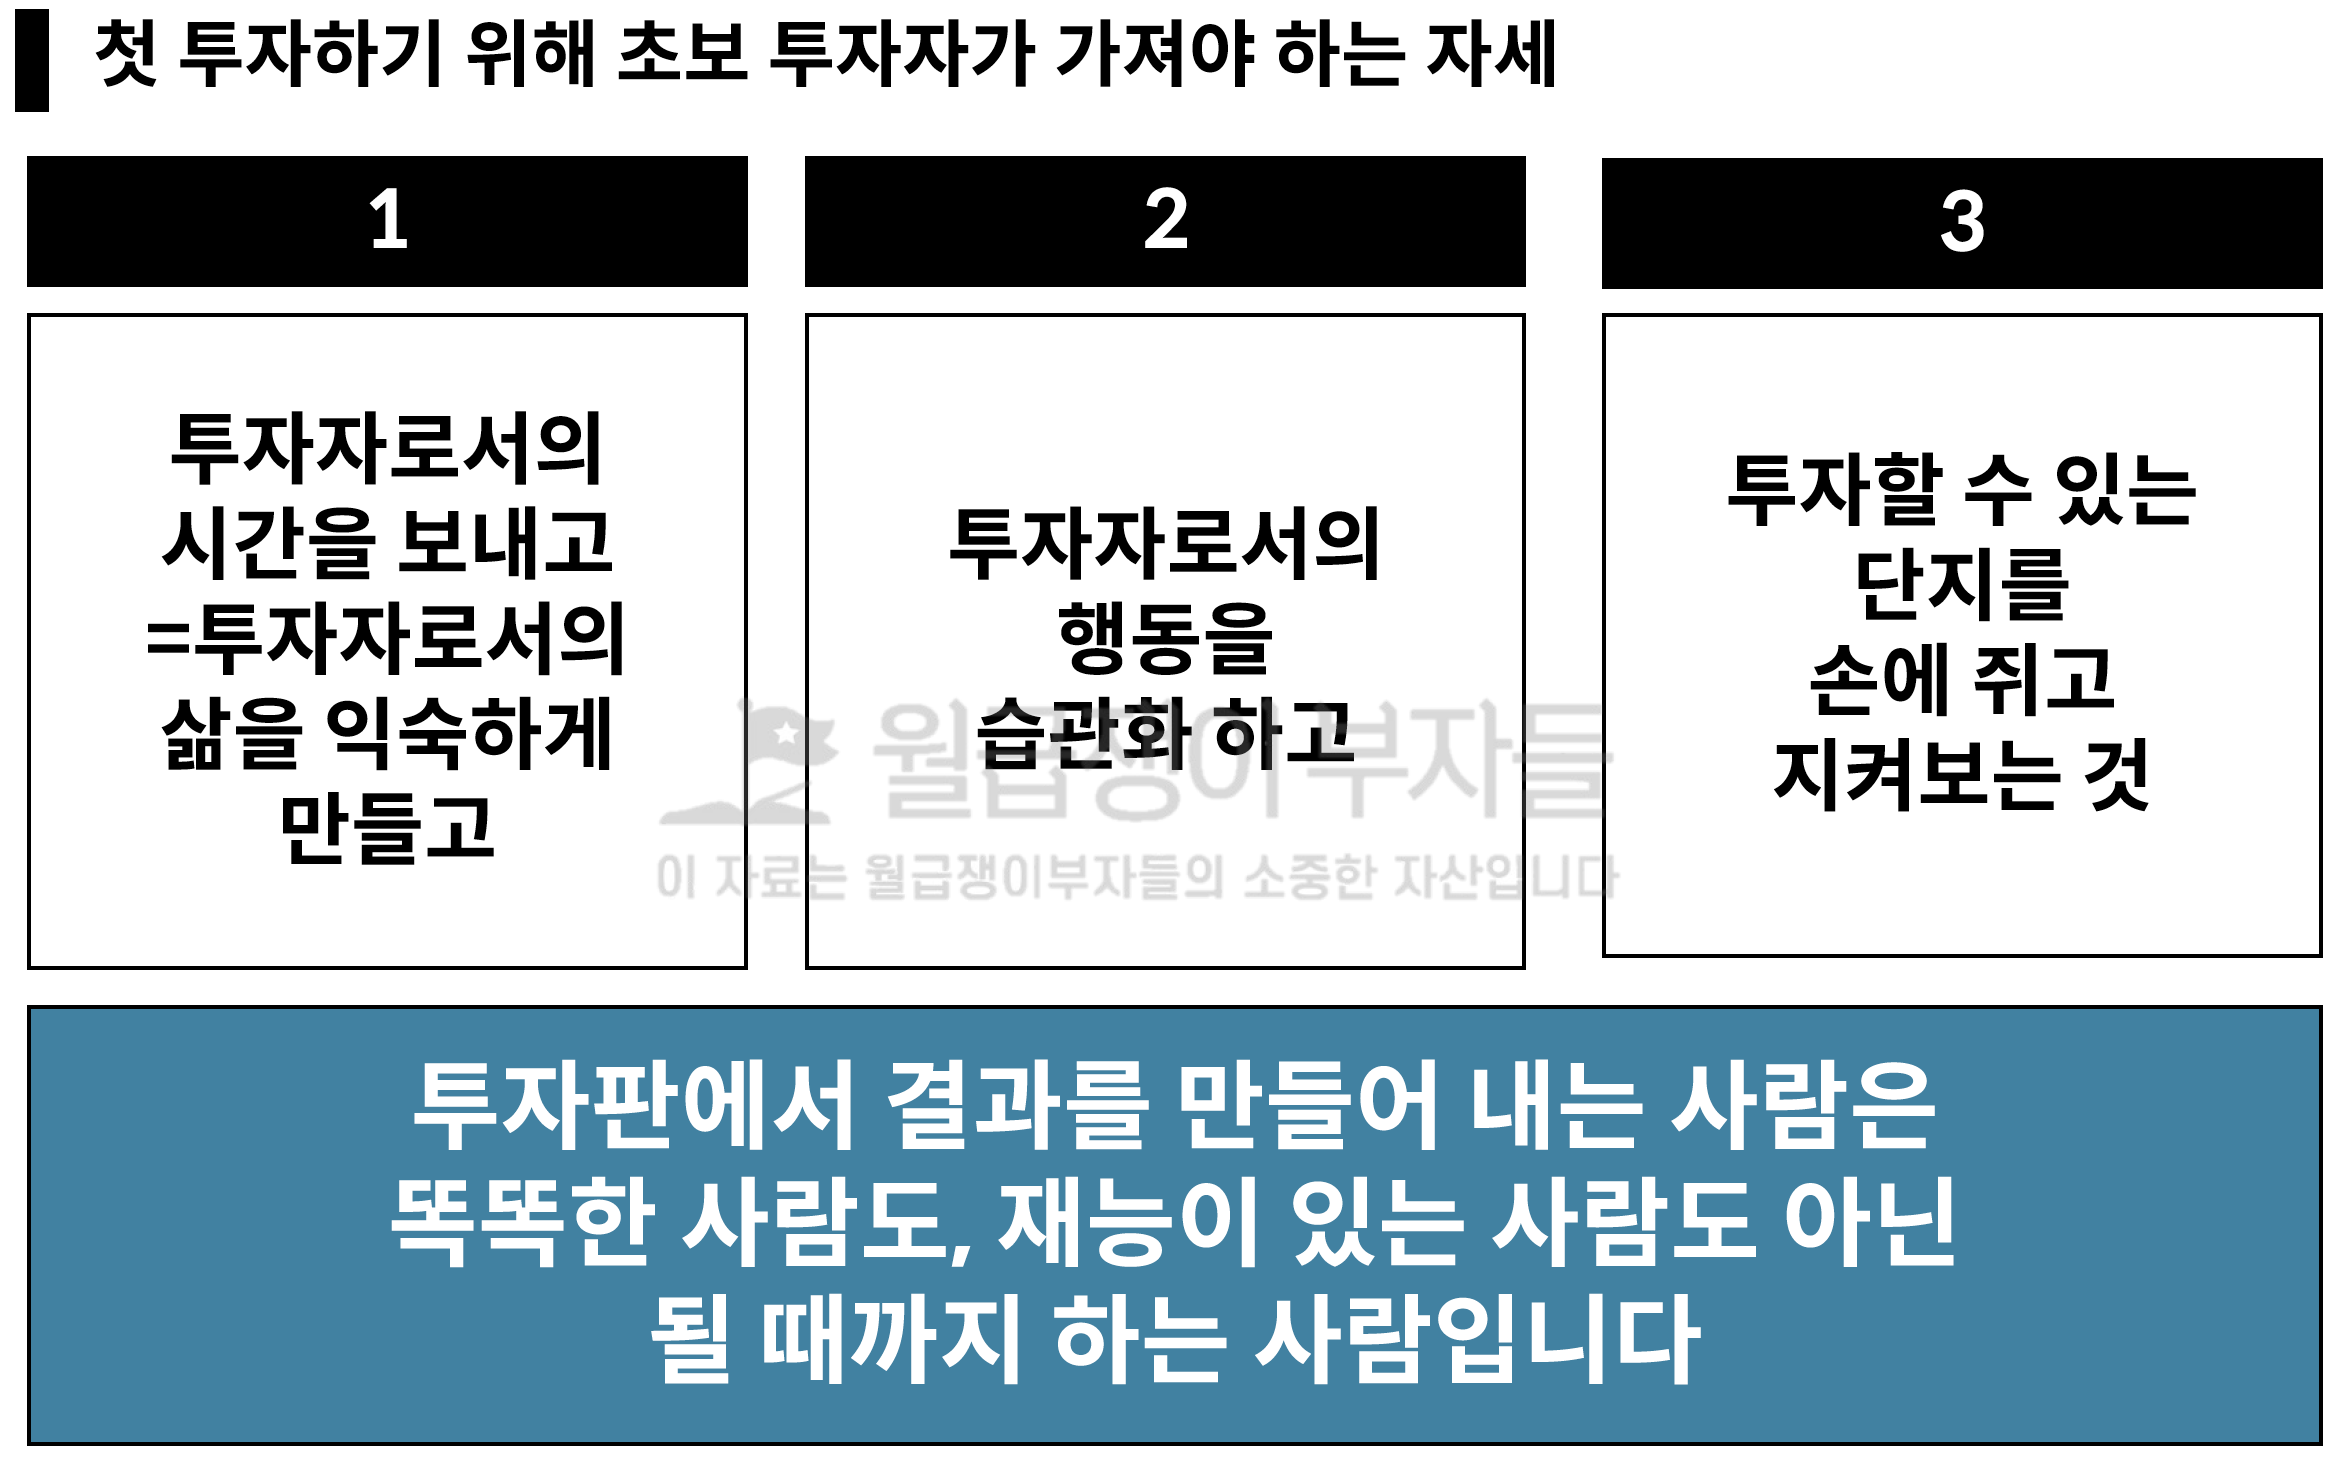 첫 투자하기 위해 초보 투자자가 가져야 하는 자세
1
투자자로서의
시간을 보내고
=투자자로서의
삶을 익숙하게
만들고
2
투자자로서의
행동을
습관화 하고
3
투자할 수 있는
단지를
손에 쥐고
지켜보는 것
월급쟁이 부자들
이 자료는 월급쟁이부자들의 소중한 자산입니다
투자판에서 결과를 만들어 내는 사람은
똑똑한 사람도, 재능이 있는 사람도 아닌
될 때까지 하는 사람입니다